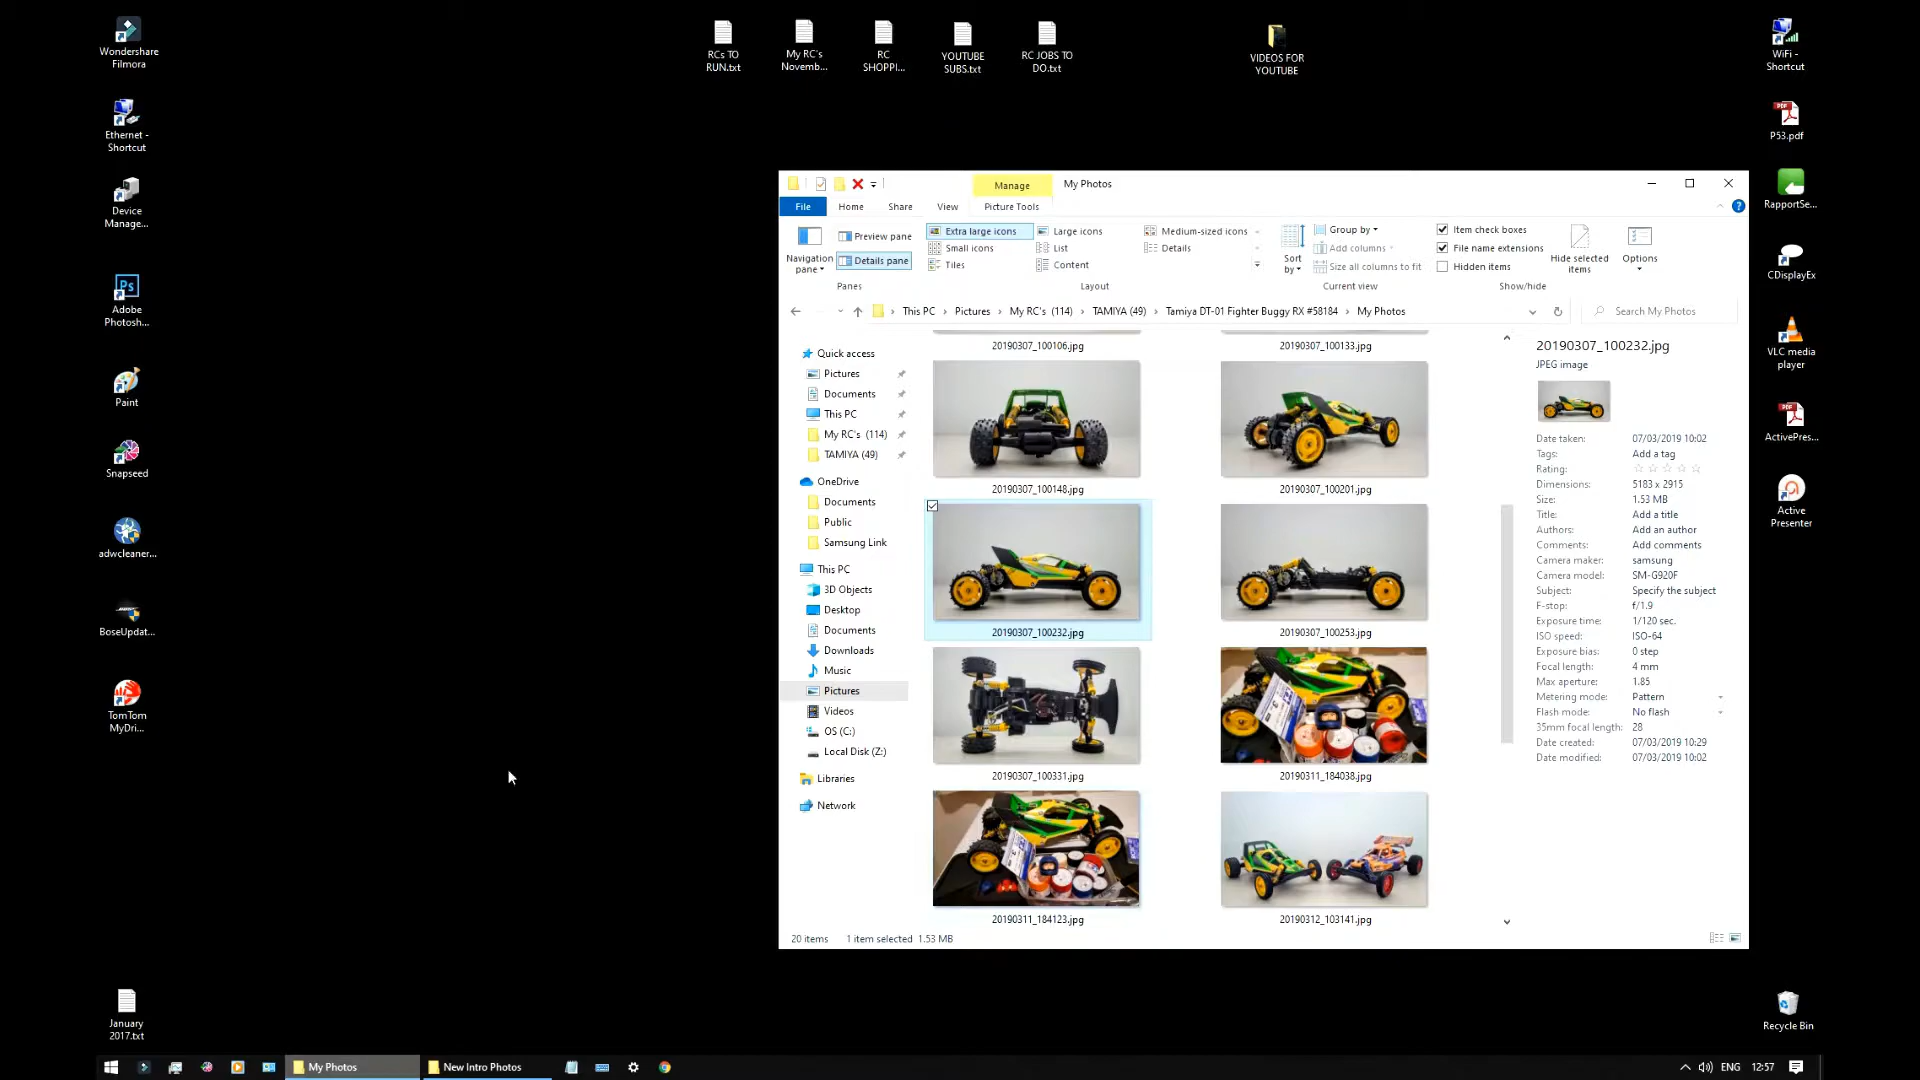 Wondershare
Filmora
Ethernet -
Shortcut
Device
Manage...
Adobe
Photosh...
Paint
Snapseed
adwcleaner...
BoseUpdat...
TomTom
MyDri...
January
2017.txt
RCs TO
RUN.txt
My RC's
Novemb...
RC
SHOPPI...
YOUTUBE
SUBS.txt
RC JOBS TO
DO.txt
VIDEOS FOR
YOUTUBE
WiFi -
Shortcut
PDF
P53.pdf
RapportSe...
CDisplayEx
VLC media
player
PDF
ActivePres...
Active
Presenter
Recycle Bin
Manage
My Photos
File
Home
Share
View
Picture Tools
Navigation
pane
Preview pane
Details pane
Panes
Extra large icons
Large icons
Medium-sized icons
Small icons
List
Details
Tiles
Content
Layout
Sort
by
Group by
Add columns
Size all columns to fit
Current view
Item check boxes
File name extensions
Hidden items
Hide selected
items
Options
Show/hide
This PC > Pictures > My RC's (114) > TAMIYA (49) > Tamiya DT-01 Fighter Buggy RX #58184 > My Photos
Search My Photos
Quick access
Pictures
Documents
This PC
My RC's (114)
TAMIYA (49)
OneDrive
Documents
Public
Samsung Link
This PC
3D Objects
Desktop
Documents
Downloads
Music
Pictures
Videos
OS (C:)
Local Disk (Z:)
Libraries
Network
20190307_100106.jpg
20190307_100133.jpg
20190307_100148.jpg
20190307_100201.jpg
20190307_100232.jpg
20190307_100253.jpg
20190307_100331.jpg
20190311_184038.jpg
20190311_184123.jpg
20190312_103141.jpg
20190307_100232.jpg
JPEG image
Date taken: 07/03/2019 10:02
Tags: Add a tag
Rating:
Dimensions: 5183 x 2915
Size: 1.53 MB
Title: Add a title
Authors: Add an author
Comments: Add comments
Camera maker: samsung
Camera model: SM-G920F
Subject: Specify the subject
F-stop: f/1.9
Exposure time: 1/120 sec.
ISO speed: ISO-64
Exposure bias: 0 step
Focal length: 4 mm
Max aperture: 1.85
Metering mode: Pattern
Flash mode: No flash
35mm focal length: 28
Date created: 07/03/2019 10:29
Date modified: 07/03/2019 10:02
20 items 1 item selected 1.53 MB
My Photos
New Intro Photos
ENG
12:57